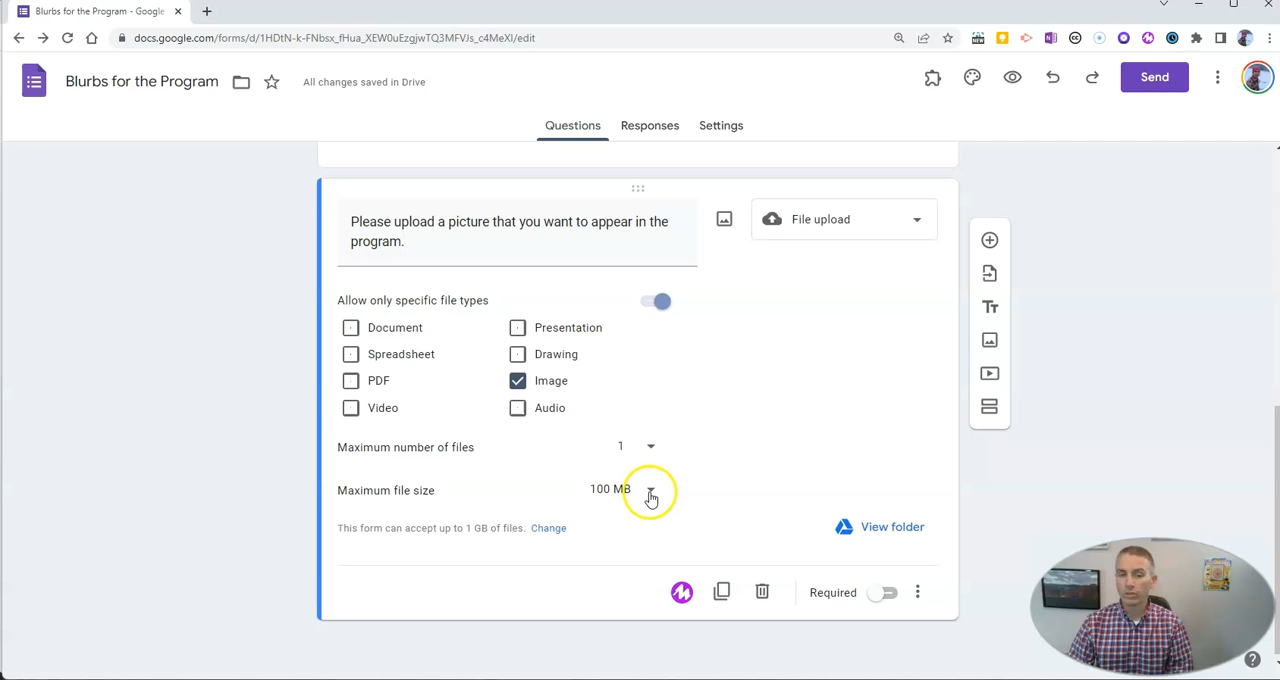 Blurbs for the Program - Google
docs.google.com/forms/d/1HDtN-k-FNbsx_fHua_XEW0uEzgjwTQ3MFVJs_c4MeXI/edit
Blurbs for the Program
All changes saved in Drive
Send
Questions Responses Settings
Please upload a picture that you want to appear in the
program.
File upload
Allow only specific file types
Document Presentation
Spreadsheet Drawing
PDF Image
Video Audio
Maximum number of files 1
Maximum file size 100 MB
This form can accept up to 1 GB of files. Change
View folder
Required